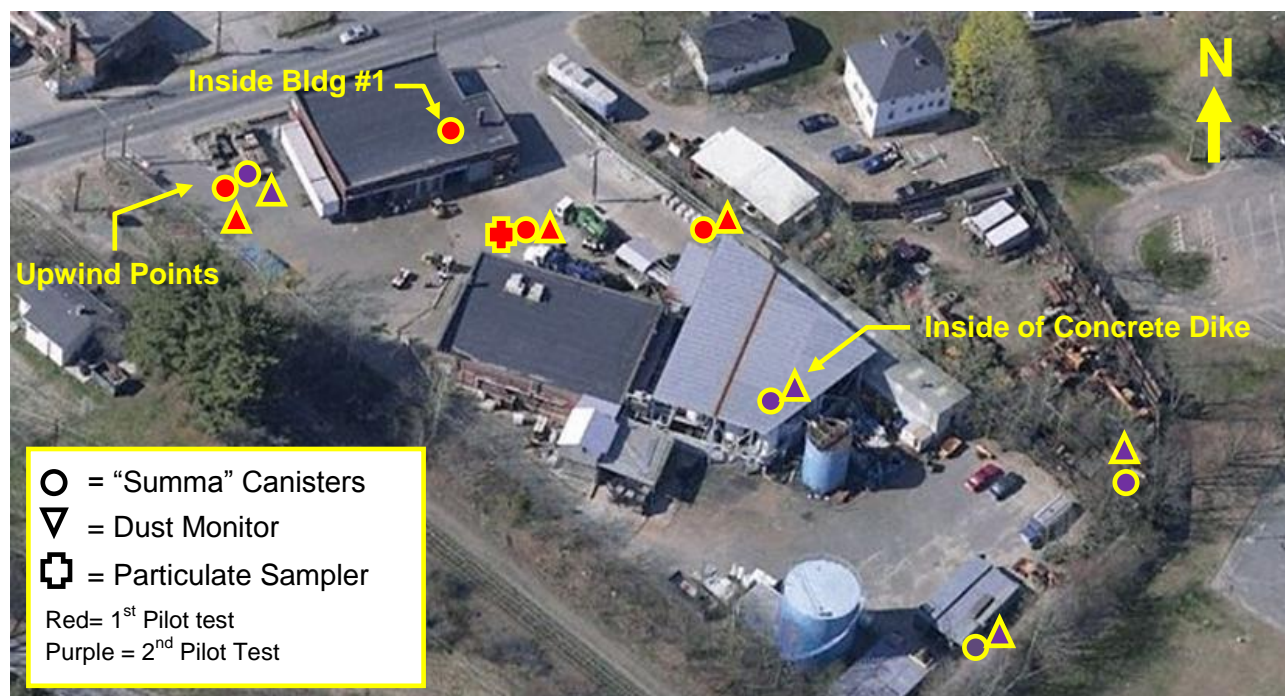 N
Inside Bldg #1
Upwind Points
Inside of Concrete Dike
= “Summa” Canisters
= Dust Monitor
= Particulate Sampler
Red= 1st Pilot test
Purple = 2nd Pilot Test